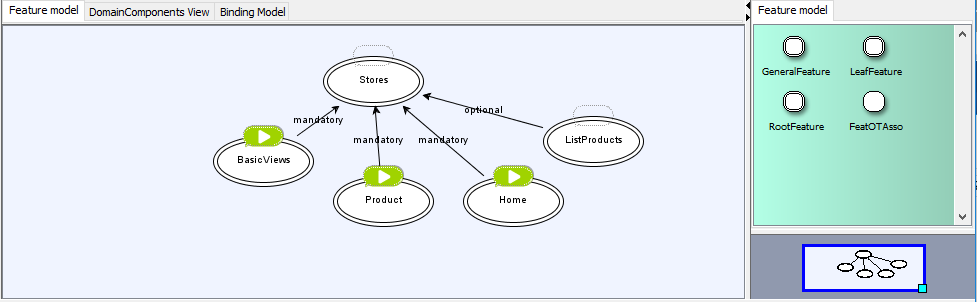 Feature model
DomainComponents View
Binding Model
Feature model
Stores
mandatory
mandatory
mandatory
optional
BasicViews
Product
Home
ListProducts
GeneralFeature
LeafFeature
RootFeature
FeatOTAsso